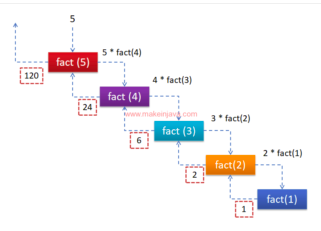 5
fact (5)
5 * fact(4)
120
fact (4)
4 * fact(3)
24
www.makeinjava.com
fact (3)
3 * fact(2)
6
fact(2)
2 * fact(1)
2
fact(1)
1